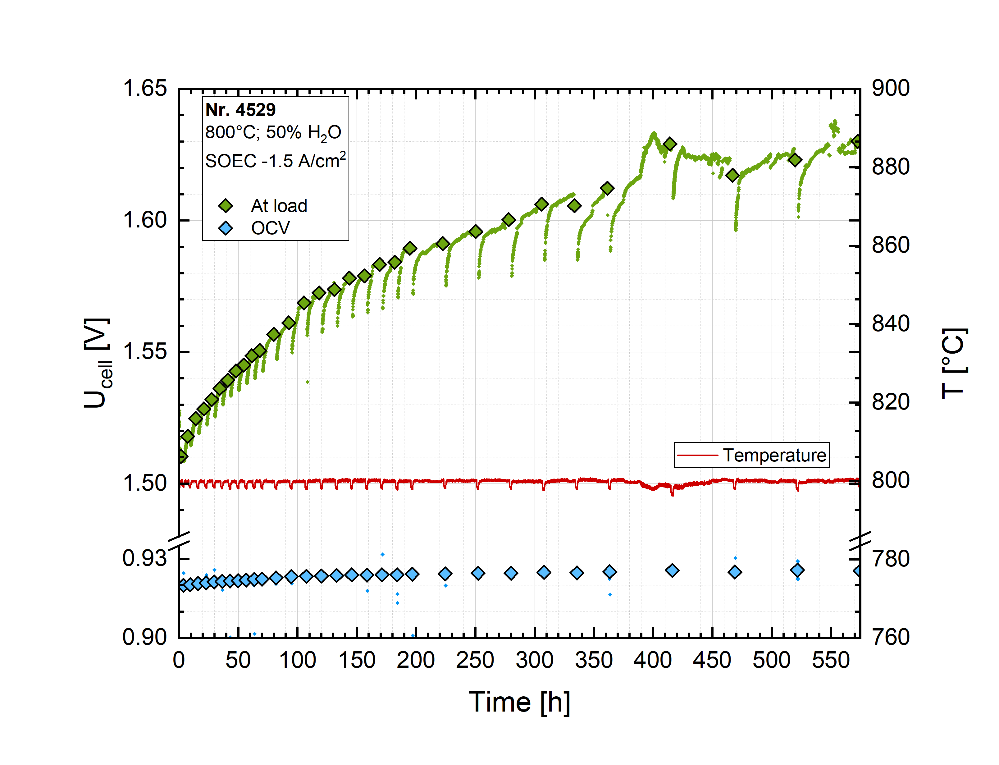 1.65
1.60
1.55
1.50
0.93
0.90
U_cell [V]
Nr. 4529
800°C; 50% H₂O
SOEC -1.5 A/cm²
At load
OCV
Temperature
900
880
860
840
820
800
780
760
T [°C]
0 50 100 150 200 250 300 350 400 450 500 550
Time [h]